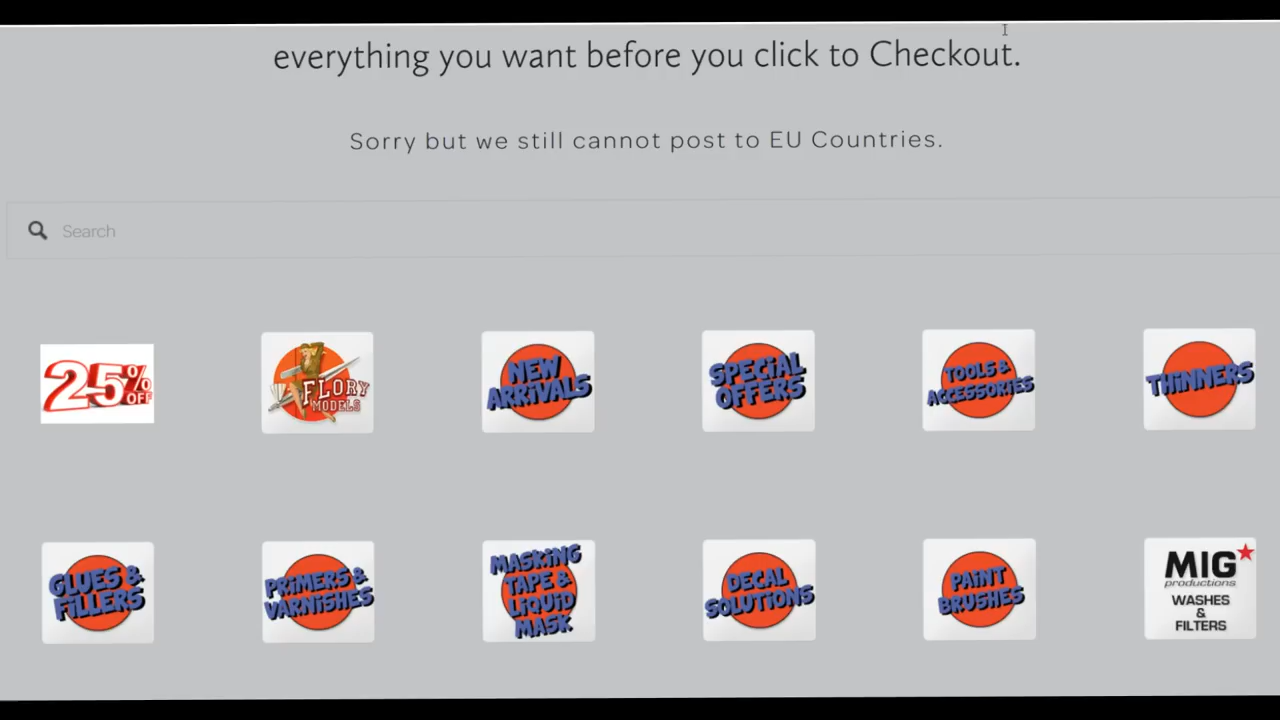 everything you want before you click to Checkout.
Sorry but we still cannot post to EU Countries.
Search
25% OFF
FLORY MODELS
NEW ARRIVALS
SPECIAL OFFERS
TOOLS & ACCESSORIES
THINNERS
GLUES & FILLERS
PRIMERS & VARNISHES
MASKING TAPE & LIQUID MASK
DECAL SOLUTIONS
PAINT BRUSHES
MIG productions WASHES & FILTERS